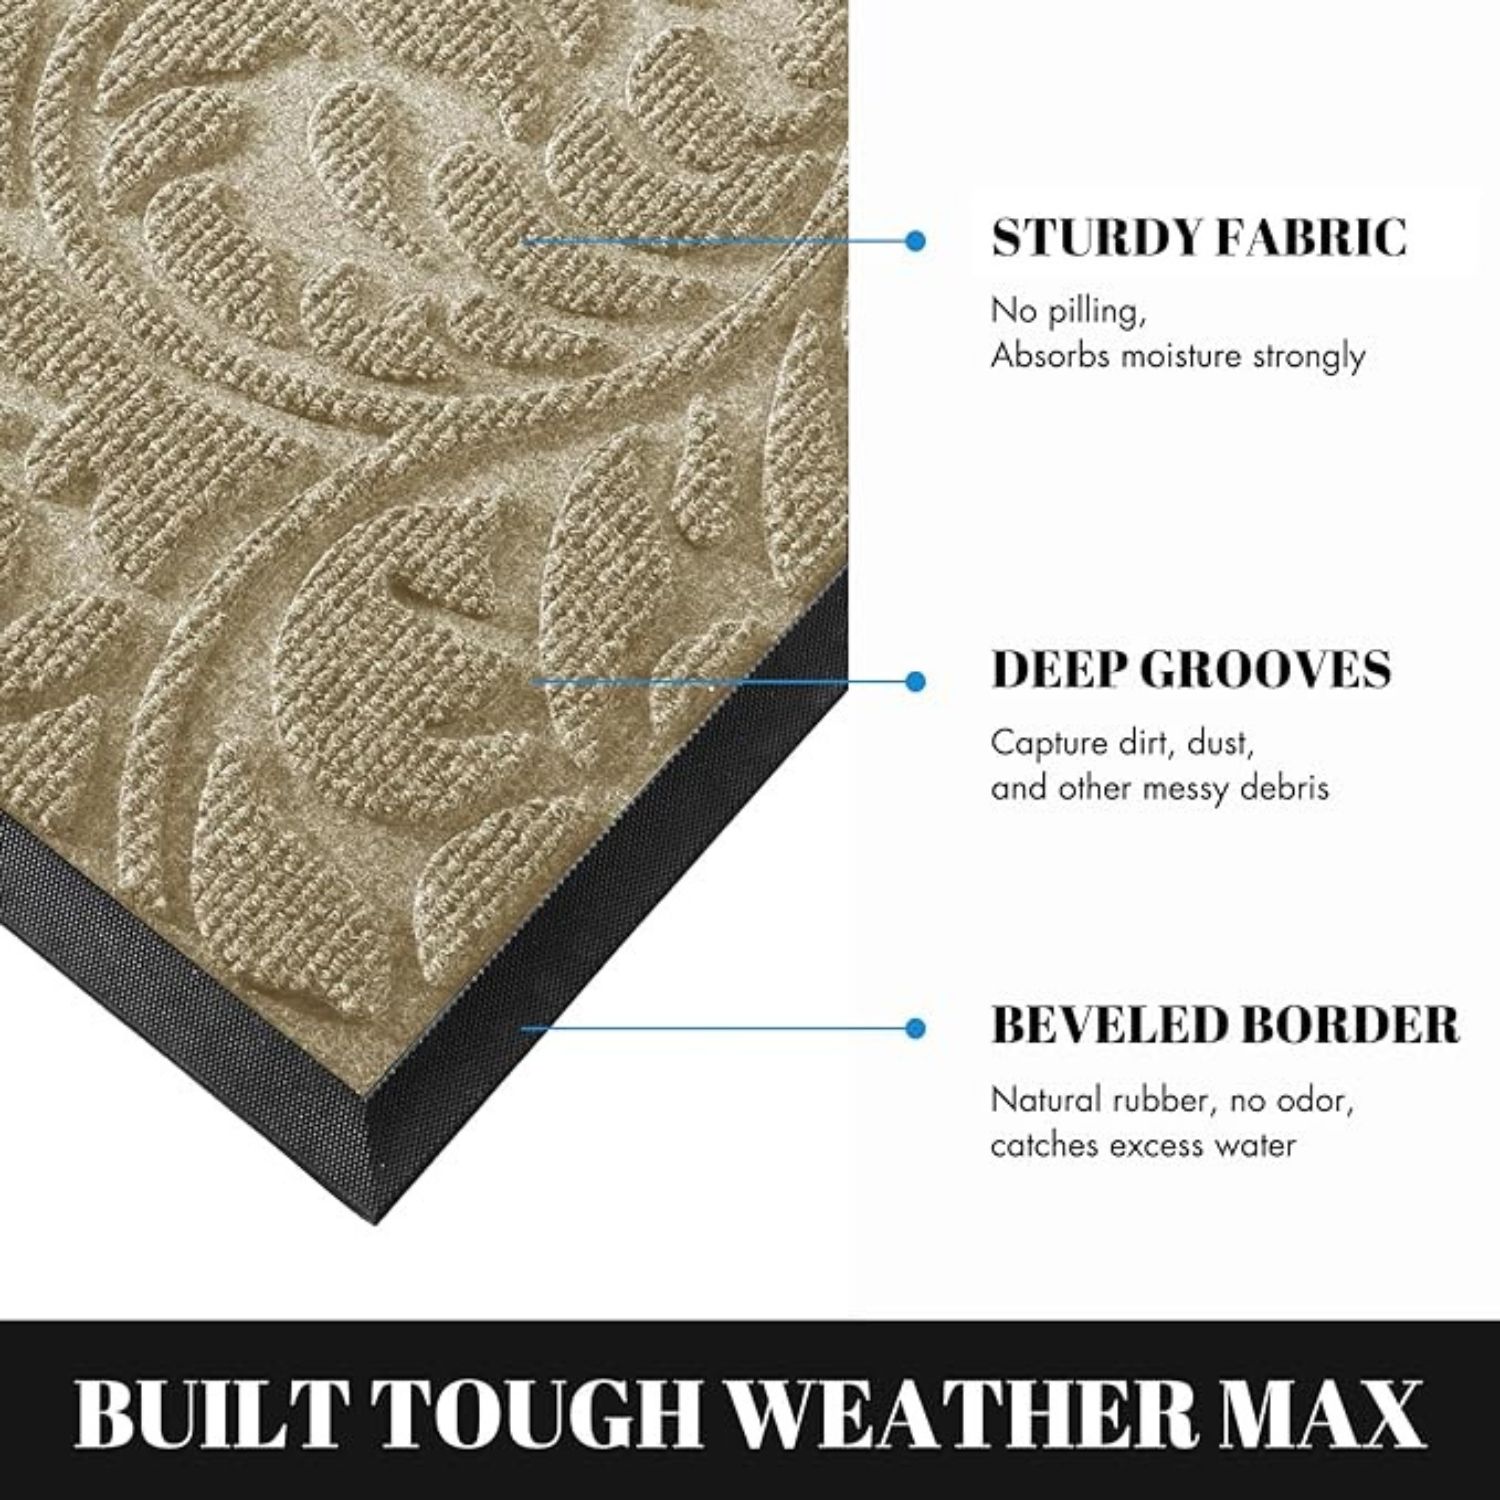 STURDY FABRIC
No pilling,
Absorbs moisture strongly
DEEP GROOVES
Capture dirt, dust,
and other messy debris
BEVELED BORDER
Natural rubber, no odor,
catches excess water
BUILT TOUGH WEATHER MAX